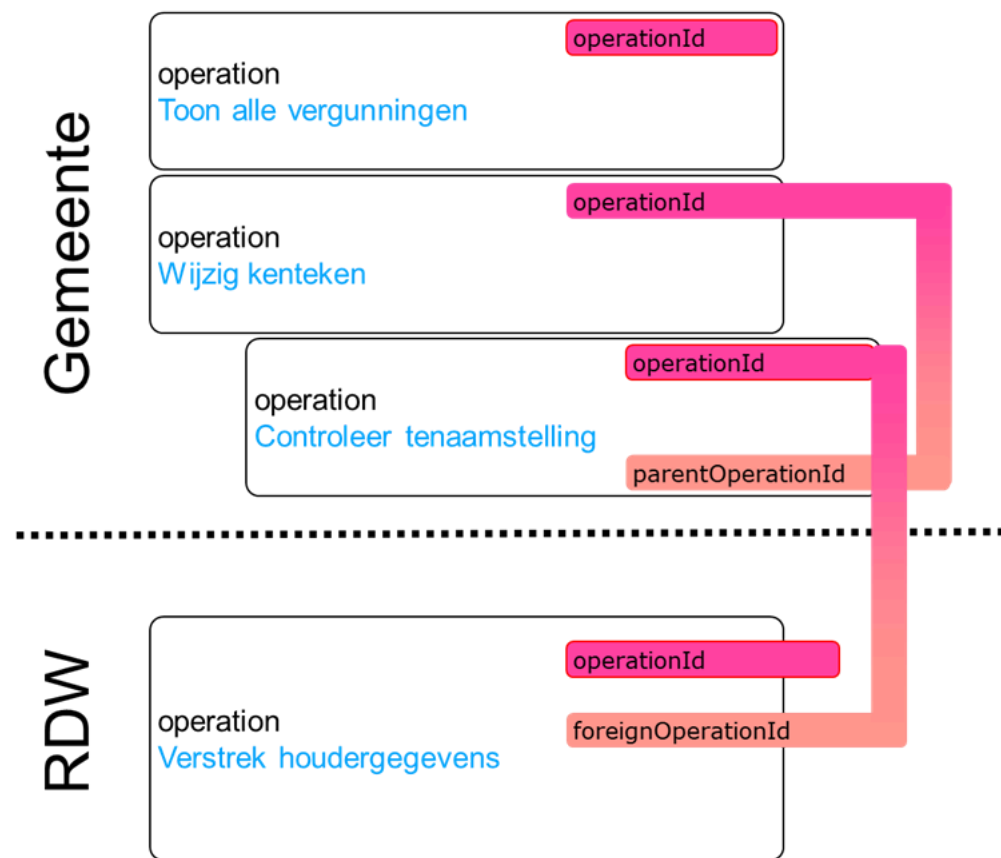 Gemeente
operationId
operation
Toon alle vergunningen
operationId
operation
Wijzig kenteken
operationId
operation
Controleer tenaamstelling
parentOperationId
RDW
operationId
operation
foreignOperationId
Verstrek houdergegevens